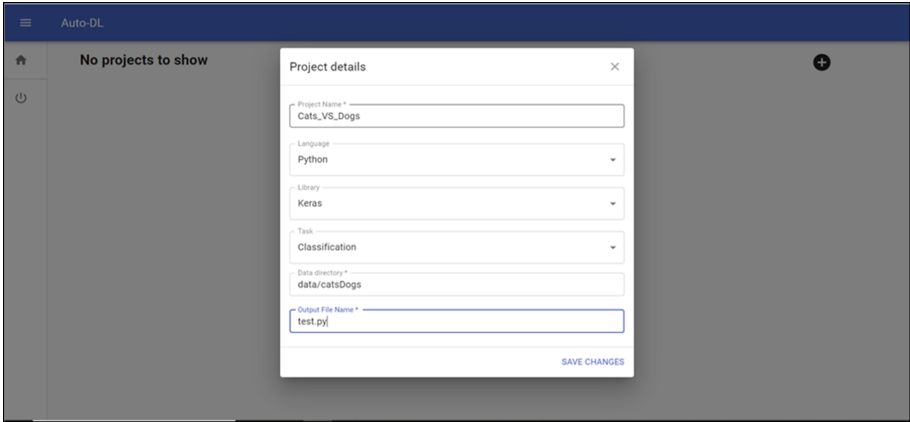 Auto-DL
No projects to show
Project details
Project Name *
Cats_VS_Dogs
Language
Python
Library
Keras
Task
Classification
Data directory *
data/catsDogs
Output File Name *
test.py
SAVE CHANGES